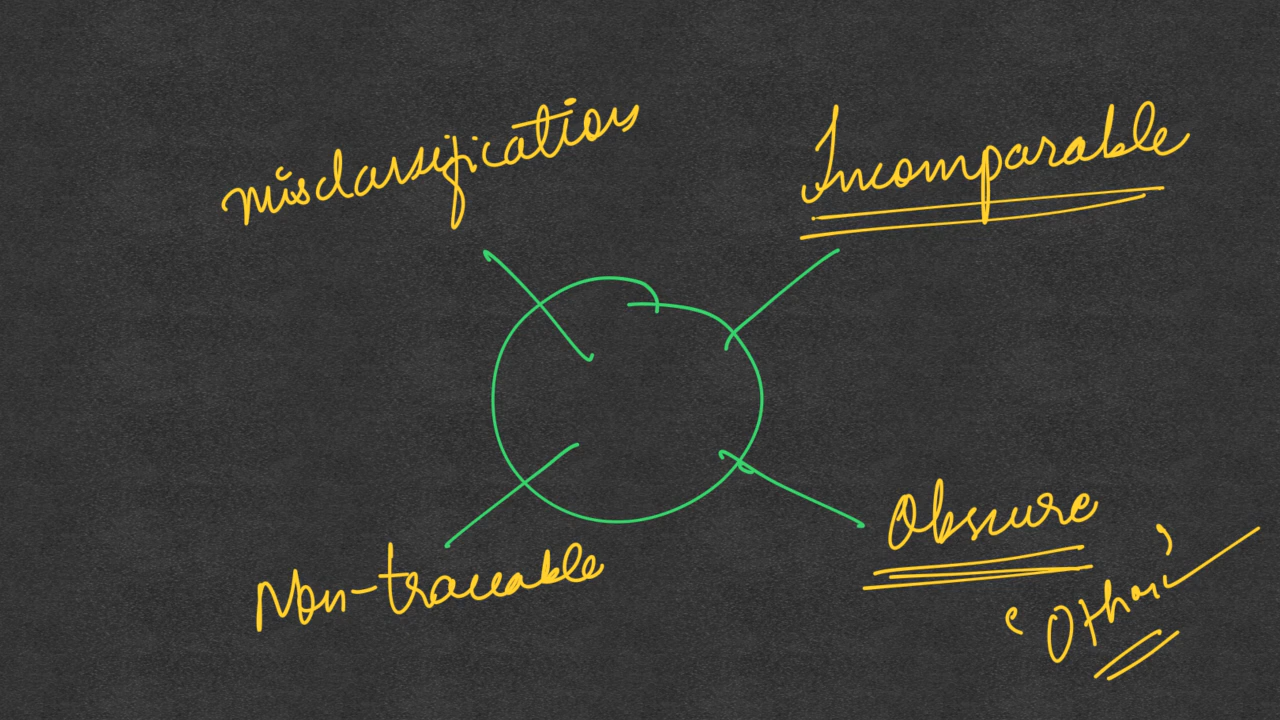 misclassification
Incomparable
Non-traceable
Obscure
'Other'